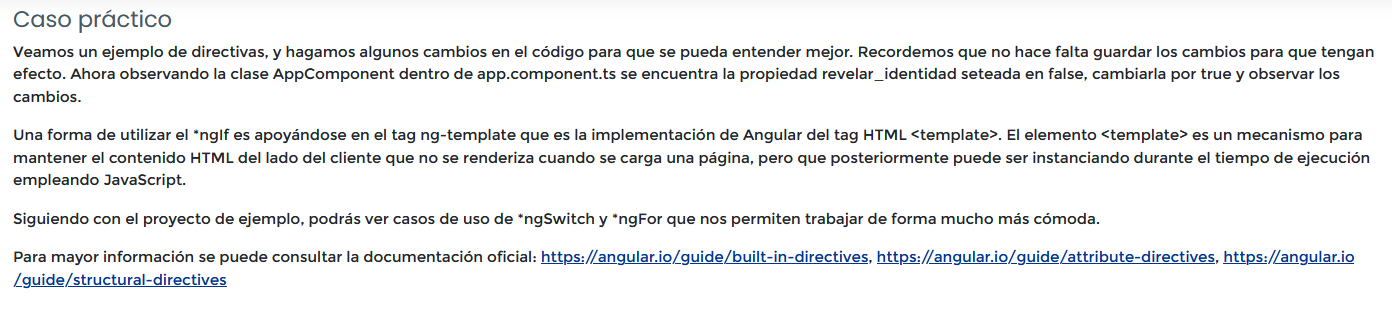 Caso práctico
Veamos un ejemplo de directivas, y hagamos algunos cambios en el código para que se pueda entender mejor. Recordemos que no hace falta guardar los cambios para que tengan
efecto. Ahora observando la clase AppComponent dentro de app.component.ts se encuentra la propiedad revelar_identidad seteada en false, cambiarla por true y observar los
cambios.
Una forma de utilizar el *ngIf es apoyándose en el tag ng-template que es la implementación de Angular del tag HTML <template>. El elemento <template> es un mecanismo para
mantener el contenido HTML del lado del cliente que no se renderiza cuando se carga una página, pero que posteriormente puede ser instanciando durante el tiempo de ejecución
empleando JavaScript.
Siguiendo con el proyecto de ejemplo, podrás ver casos de uso de *ngSwitch y *ngFor que nos permiten trabajar de forma mucho más cómoda.
Para mayor información se puede consultar la documentación oficial: https://angular.io/guide/built-in-directives, https://angular.io/guide/attribute-directives, https://angular.io
/guide/structural-directives